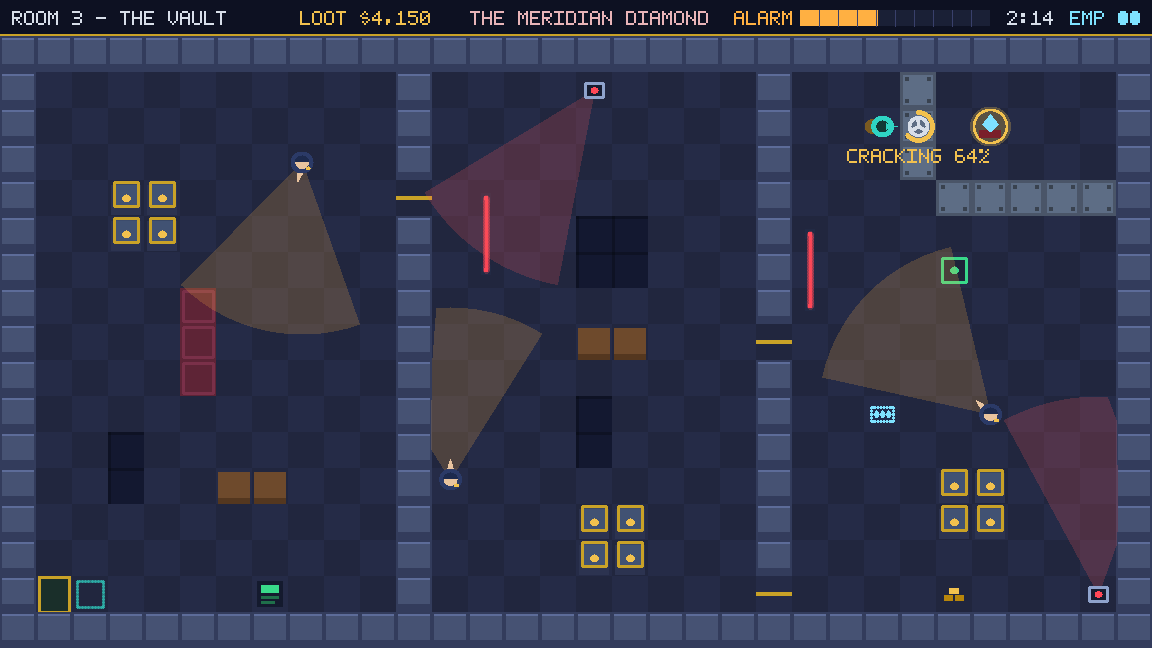 ROOM 3 - THE VAULT LOOT $4,150 THE MERIDIAN DIAMOND ALARM 2:14 EMP
CRACKING 64%